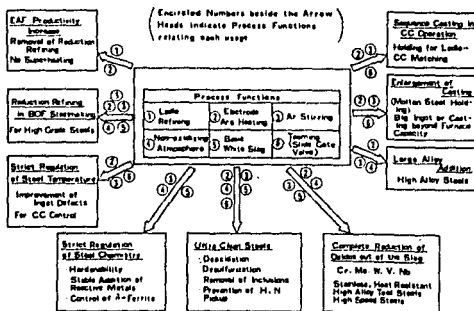 Encircled Numbers beside the Arrow
Heads indicate Process Functions
relating each usage
EAF Productivity
Increase
Removal of Reduction
Refining
No Superheating
Reduction Refining
in BOF Steelmaking
For High Grade Steels
Strict Regulation
of Steel Temperature
Improvement of
Ingot Defects
For CC Control
Process Functions
① Ladle
Refining
② Electrode
Arc Heating
③ Ar Stirring
④ Non-oxidizing
Atmosphere
⑤ Basic
White Slag
⑥ Teeming
(Slide Gate
Valve)
Sequence Casting in
CC Operation
Holding for Ladle-
CC Matching
Enlargement of
Casting
(Molten Steel Hold
ing)
Big Ingot or Cast-
ing beyond Furnace
Capacity
Large Alloy
Addition
High Alloy Steels
Strict Regulation
of Steel Chemistry
Hardenability
Stable Addition of
Reactive Metals
Control of
-Ferrite
Ultra Clean Steels
Deoxidation
Desulfurization
Removal of Inclusions
Prevention of H, N
Pickup
Complete Reduction of
Oxides out of the Slag
Cr, Mo, W, V, Nb
Stainless, Heat Resistant
High Alloy Tool Steels
High Speed Steels